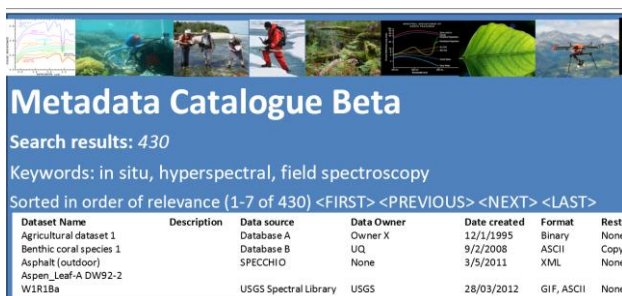 Metadata Catalogue Beta
Search results: 430
Keywords: in situ, hyperspectral, field spectroscopy
Sorted in order of relevance (1-7 of 430) <FIRST> <PREVIOUS> <NEXT> <LAST>
Dataset Name Description Data source Data Owner Date created Format Rest
Agricultural dataset 1 Database A Owner X 12/1/1995 Binary None
Benthic coral species 1 Database B UQ 9/2/2008 ASCII Copy
Asphalt (outdoor) SPECCHIO None 3/5/2011 XML None
Aspen_Leaf-A DW92-2
W1R1Ba USGS Spectral Library USGS 28/03/2012 GIF, ASCII None